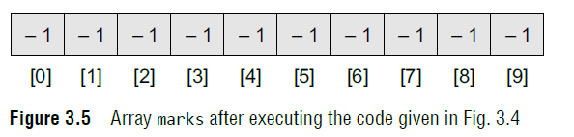 – 1 – 1 – 1 – 1 – 1 – 1 – 1 – 1 – 1 – 1
[0] [1] [2] [3] [4] [5] [6] [7] [8] [9]
Figure 3.5 Array marks after executing the code given in Fig. 3.4